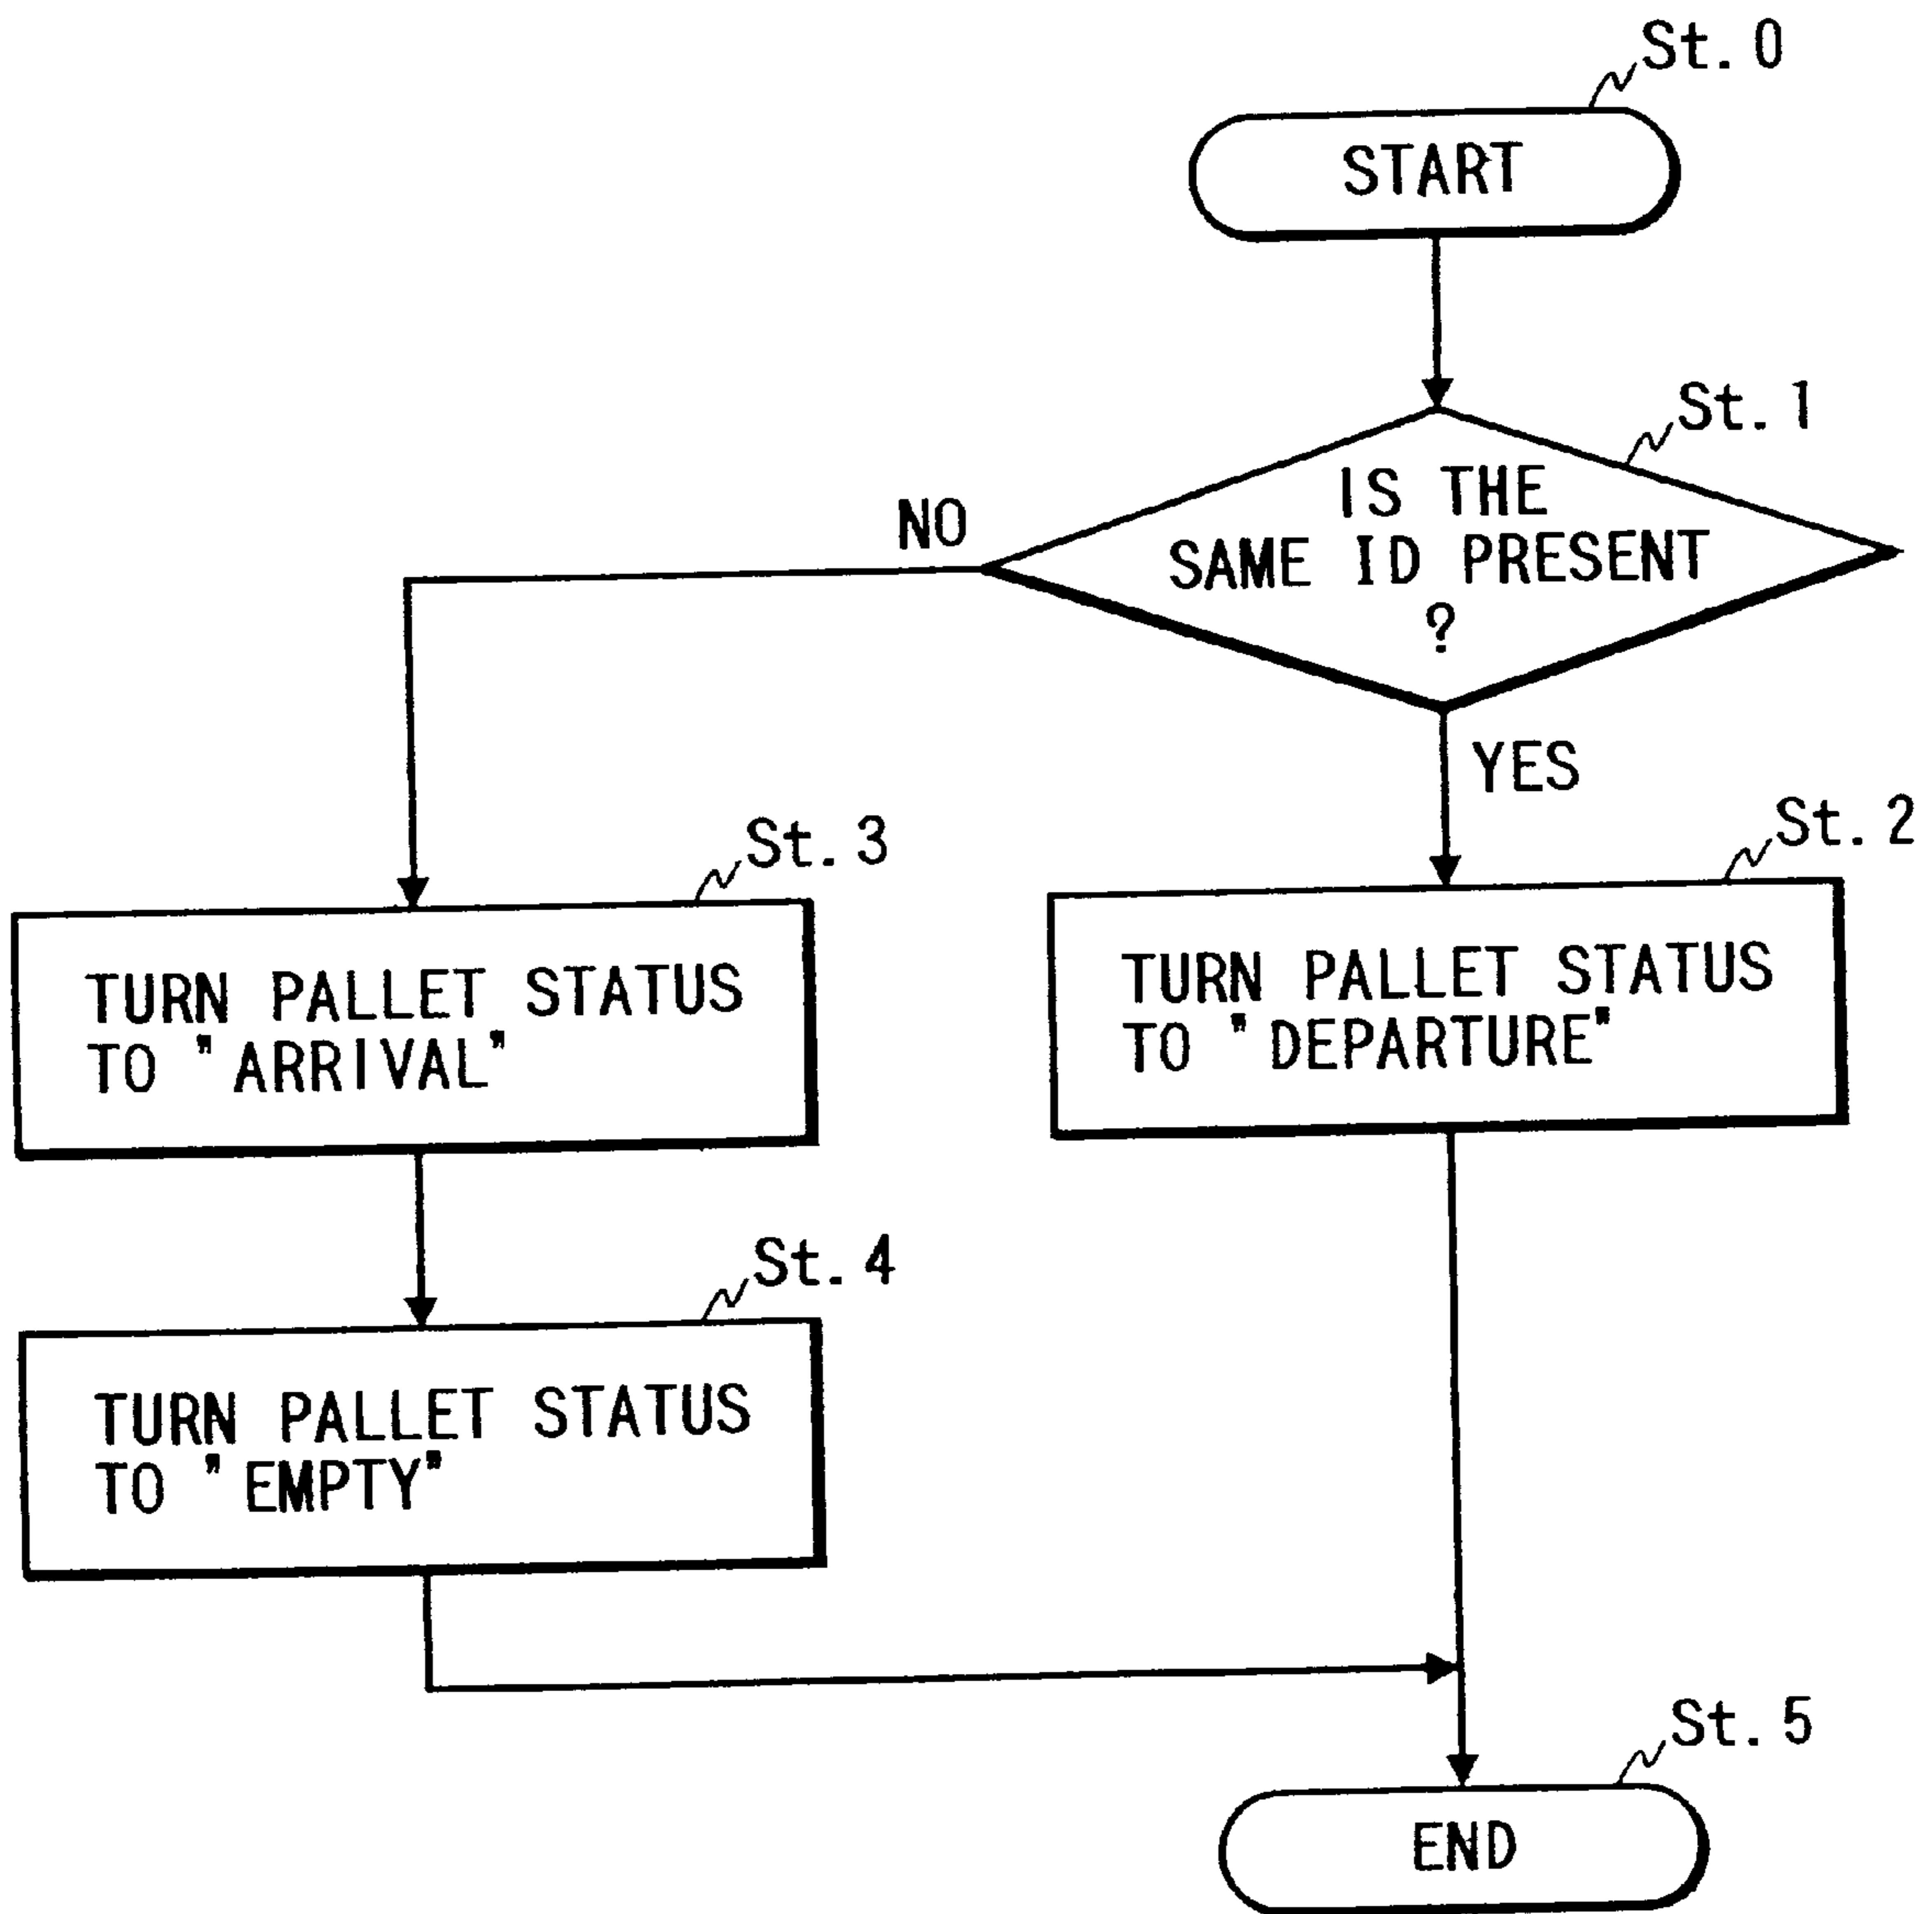 St. 0
START
St. 1
IS THE
SAME ID PRESENT
?
NO
YES
St. 3
St. 2
TURN PALLET STATUS
TO "ARRIVAL"
TURN PALLET STATUS
TO "DEPARTURE"
St. 4
TURN PALLET STATUS
TO "EMPTY"
St. 5
END